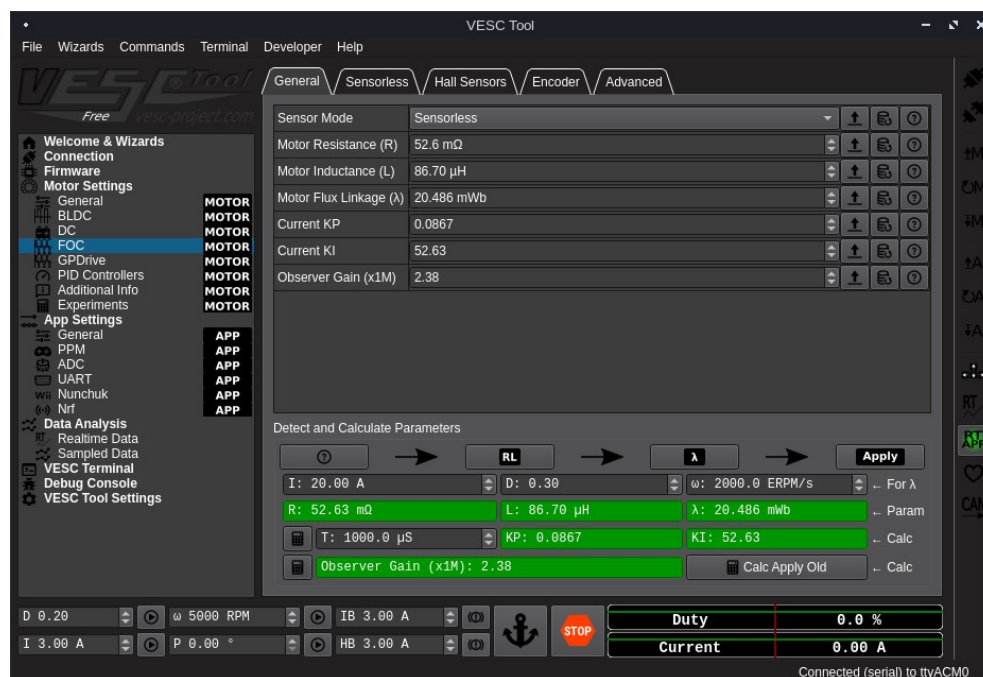 VESC Tool
File Wizards Commands Terminal Developer Help
VESC ® Tool
Free vesc-project.com
Welcome & Wizards
Connection
Firmware
Motor Settings
General MOTOR
BLDC MOTOR
DC MOTOR
FOC MOTOR
GPDrive MOTOR
PID Controllers MOTOR
Additional Info MOTOR
Experiments MOTOR
App Settings
General APP
PPM APP
ADC APP
UART APP
Wii Nunchuk APP
Nrf APP
Data Analysis
RT Realtime Data
Sampled Data
VESC Terminal
Debug Console
VESC Tool Settings
General Sensorless Hall Sensors Encoder Advanced
Sensor Mode Sensorless
Motor Resistance (R) 52.6 mΩ
Motor Inductance (L) 86.70 µH
Motor Flux Linkage (λ) 20.486 mWb
Current KP 0.0867
Current KI 52.63
Observer Gain (x1M) 2.38
Detect and Calculate Parameters
? RL λ Apply
I: 20.00 A D: 0.30 ω: 2000.0 ERPM/s ← For λ
R: 52.63 mΩ L: 86.70 µH λ: 20.486 mWb ← Param
T: 1000.0 µS KP: 0.0867 KI: 52.63 ← Calc
Observer Gain (x1M): 2.38 Calc Apply Old ← Calc
D 0.20 ω 5000 RPM IB 3.00 A
I 3.00 A P 0.00 ° HB 3.00 A
STOP
Duty 0.0 %
Current 0.00 A
RT
RT
APP
CAN
Connected (serial) to ttyACM0